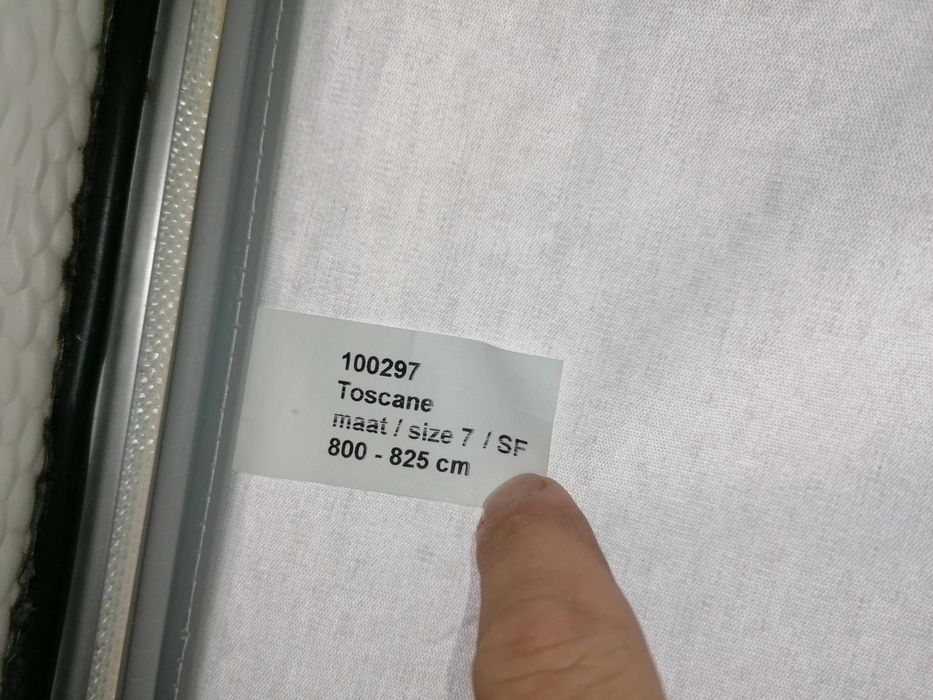 100297
Toscane
maat / size 7 / SF
800 - 825 cm